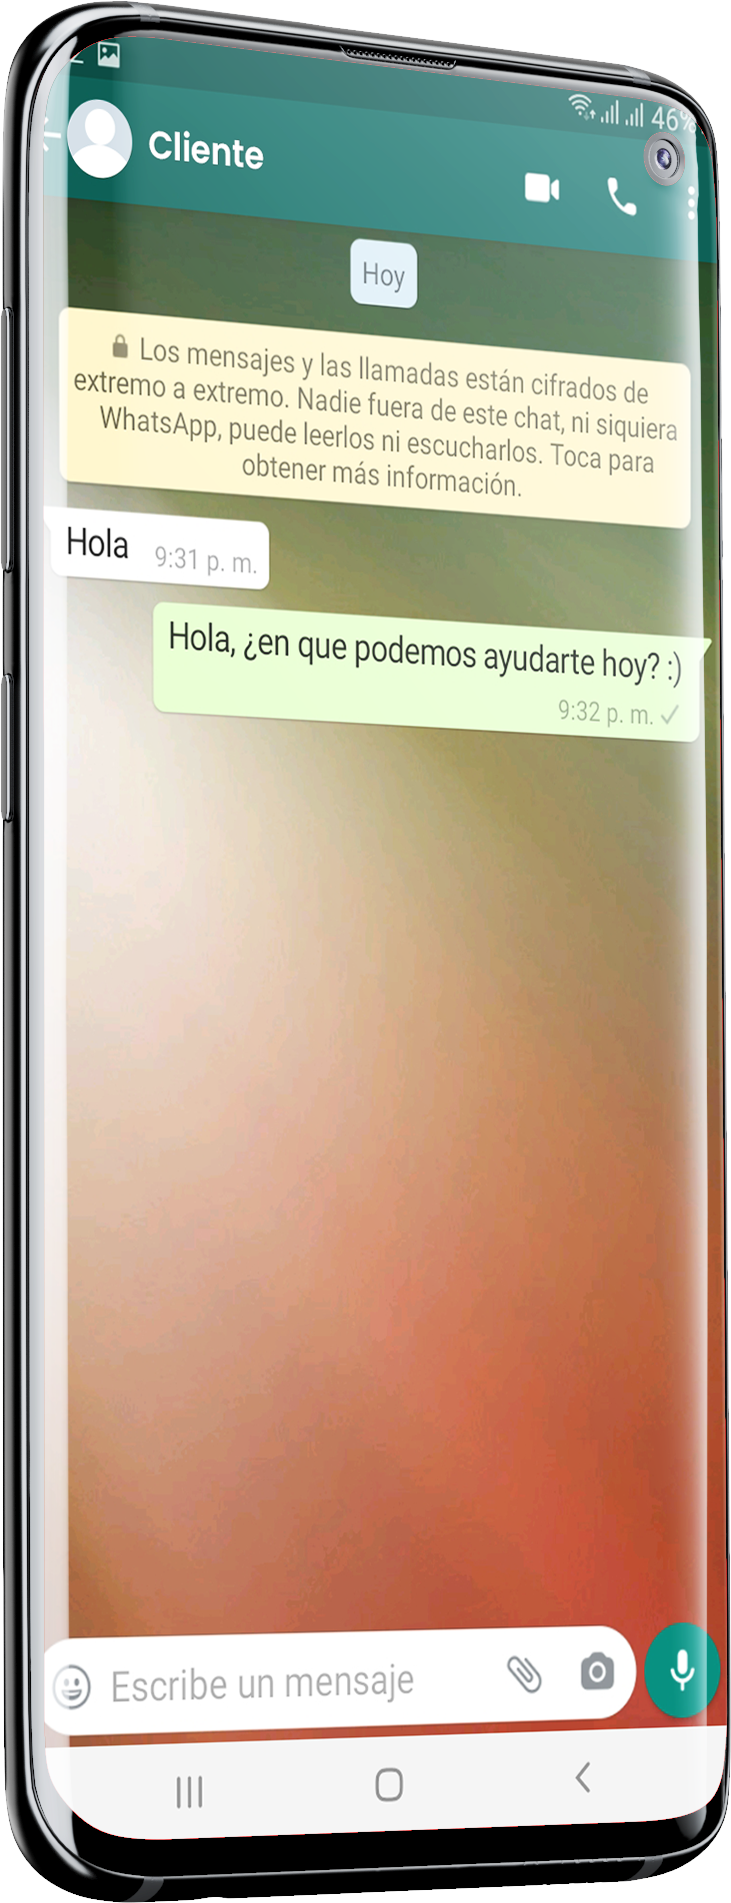 46%
Cliente
Hoy
Los mensajes y las llamadas están cifrados de
extremo a extremo. Nadie fuera de este chat, ni siquiera
WhatsApp, puede leerlos ni escucharlos. Toca para
obtener más información.
Hola 9:31 p. m.
Hola, ¿en que podemos ayudarte hoy? :)
9:32 p. m.
Escribe un mensaje